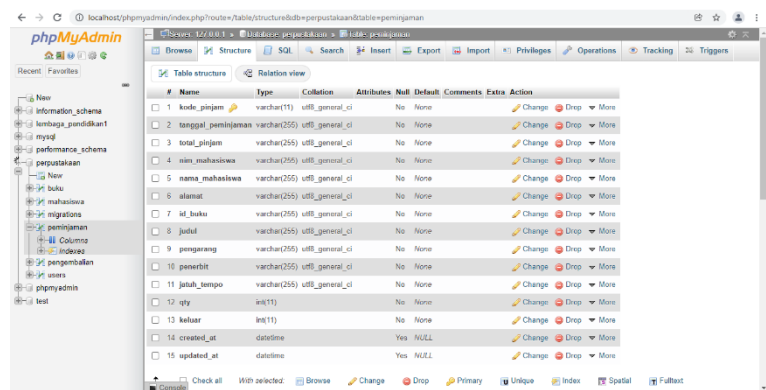 localhost/phpmyadmin/index.php?route=/table/structure&db=perpustakaan&table=peminjaman
phpMyAdmin
Recent Favorites
New
information_schema
lembaga_pendidikan1
mysql
performance_schema
perpustakaan
New
buku
mahasiswa
migrations
peminjaman
Columns
Indexes
pengembalian
users
phpmyadmin
test
Server: 127.0.0.1 » Database: perpustakaan » Table: peminjaman
Browse Structure SQL Search Insert Export Import Privileges Operations Tracking Triggers
Table structure Relation view
# Name Type Collation Attributes Null Default Comments Extra Action
1 kode_pinjam varchar(11) utf8_general_ci No None Change Drop More
2 tanggal_peminjaman varchar(255) utf8_general_ci No None Change Drop More
3 total_pinjam varchar(255) utf8_general_ci No None Change Drop More
4 nim_mahasiswa varchar(255) utf8_general_ci No None Change Drop More
5 nama_mahasiswa varchar(255) utf8_general_ci No None Change Drop More
6 alamat varchar(255) utf8_general_ci No None Change Drop More
7 id_buku varchar(255) utf8_general_ci No None Change Drop More
8 judul varchar(255) utf8_general_ci No None Change Drop More
9 pengarang varchar(255) utf8_general_ci No None Change Drop More
10 penerbit varchar(255) utf8_general_ci No None Change Drop More
11 jatuh_tempo varchar(255) utf8_general_ci No None Change Drop More
12 qty int(11) No None Change Drop More
13 keluar int(11) No None Change Drop More
14 created_at datetime Yes NULL Change Drop More
15 updated_at datetime Yes NULL Change Drop More
Check all With selected: Browse Change Drop Primary Unique Index Spatial Fulltext
Console